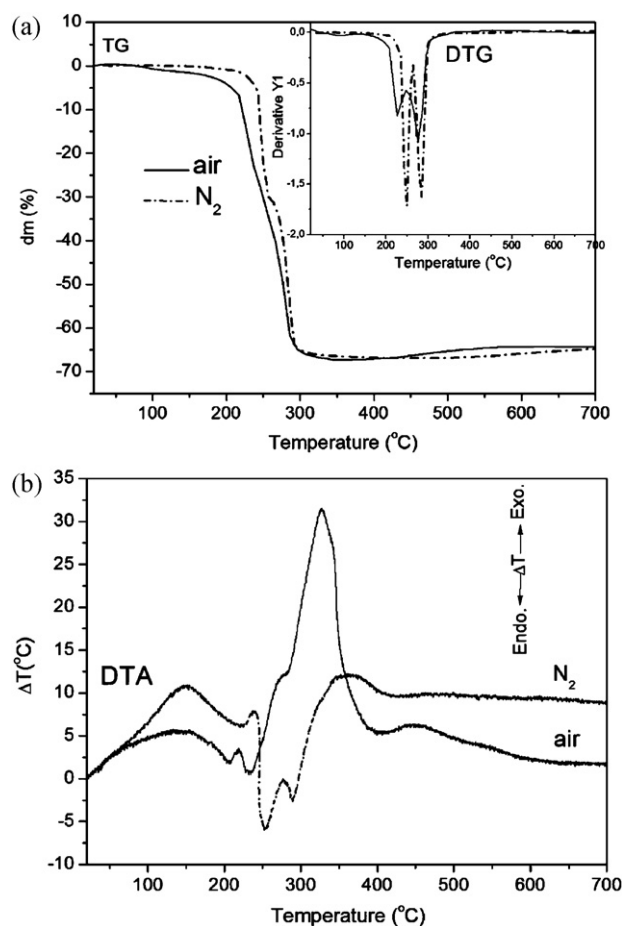 (a)
TG
DTG
air
N2
dm (%)
10
0
-10
-20
-30
-40
-50
-60
-70
100
200
300
400
500
600
700
Temperature (°C)
Derivative Y1
0,0
-0,5
-1,0
-1,5
-2,0
100
200
300
400
500
600
700
Temperature (°C)
(b)
DTA
ΔT(°C)
35
30
25
20
15
10
5
0
-5
-10
Endo. ΔT Exo.
N2
air
100
200
300
400
500
600
700
Temperature (°C)